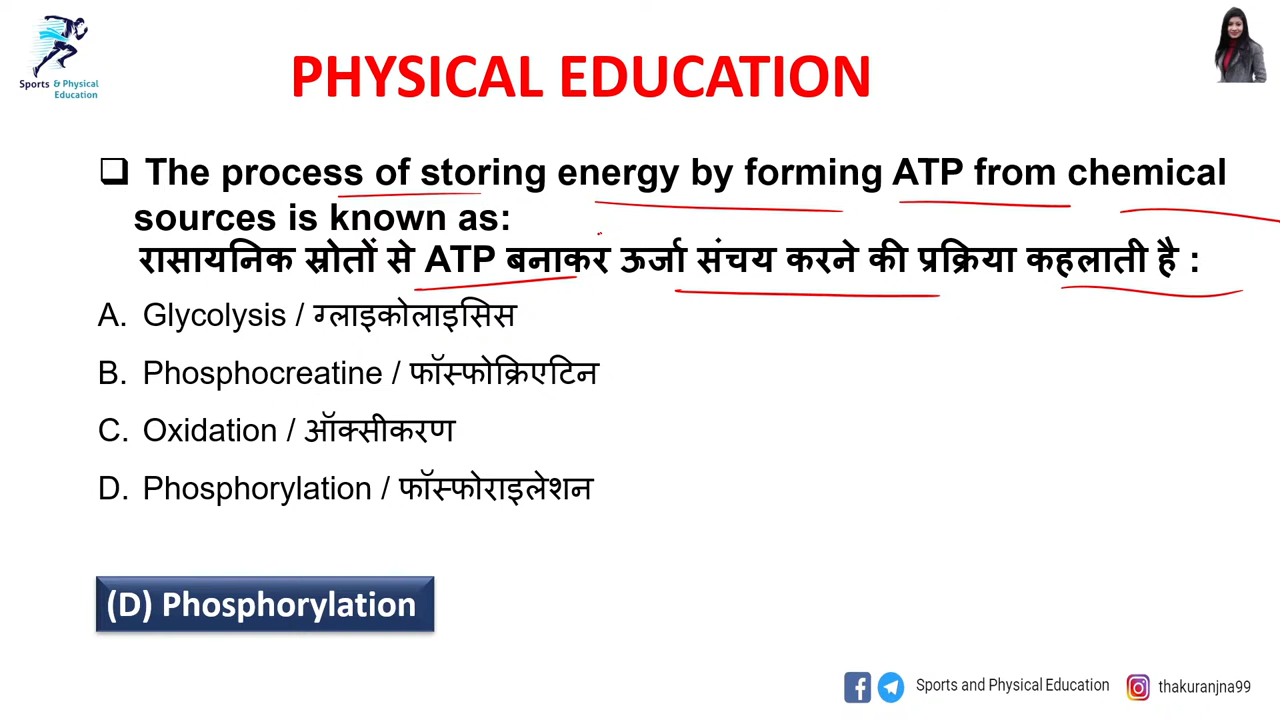 Sports & Physical
Education
PHYSICAL EDUCATION
❑ The process of storing energy by forming ATP from chemical
sources is known as:
रासायनिक स्रोतों से ATP बनाकर ऊर्जा संचय करने की प्रक्रिया कहलाती है :
A. Glycolysis / ग्लाइकोलाइसिस
B. Phosphocreatine / फॉस्फोक्रिएटिन
C. Oxidation / ऑक्सीकरण
D. Phosphorylation / फॉस्फोराइलेशन
(D) Phosphorylation
Sports and Physical Education thakuranjna99